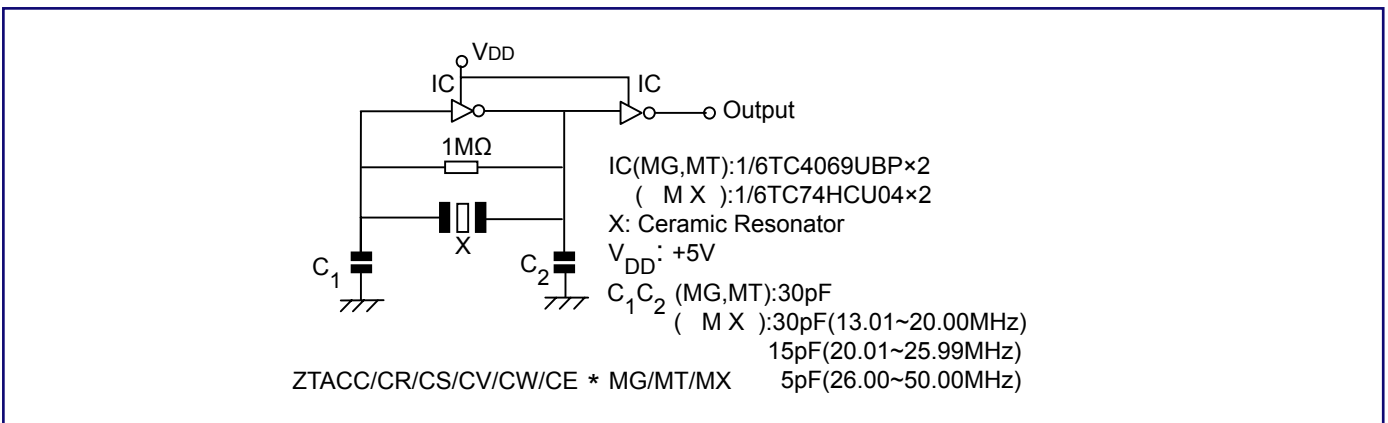 VDD
IC
IC
Output
1MΩ
X
C1
C2
IC(MG,MT):1/6TC4069UBP×2
( M X ):1/6TC74HCU04×2
X: Ceramic Resonator
VDD: +5V
C1C2 (MG,MT):30pF
( M X ):30pF(13.01~20.00MHz)
15pF(20.01~25.99MHz)
5pF(26.00~50.00MHz)
ZTACC/CR/CS/CV/CW/CE * MG/MT/MX